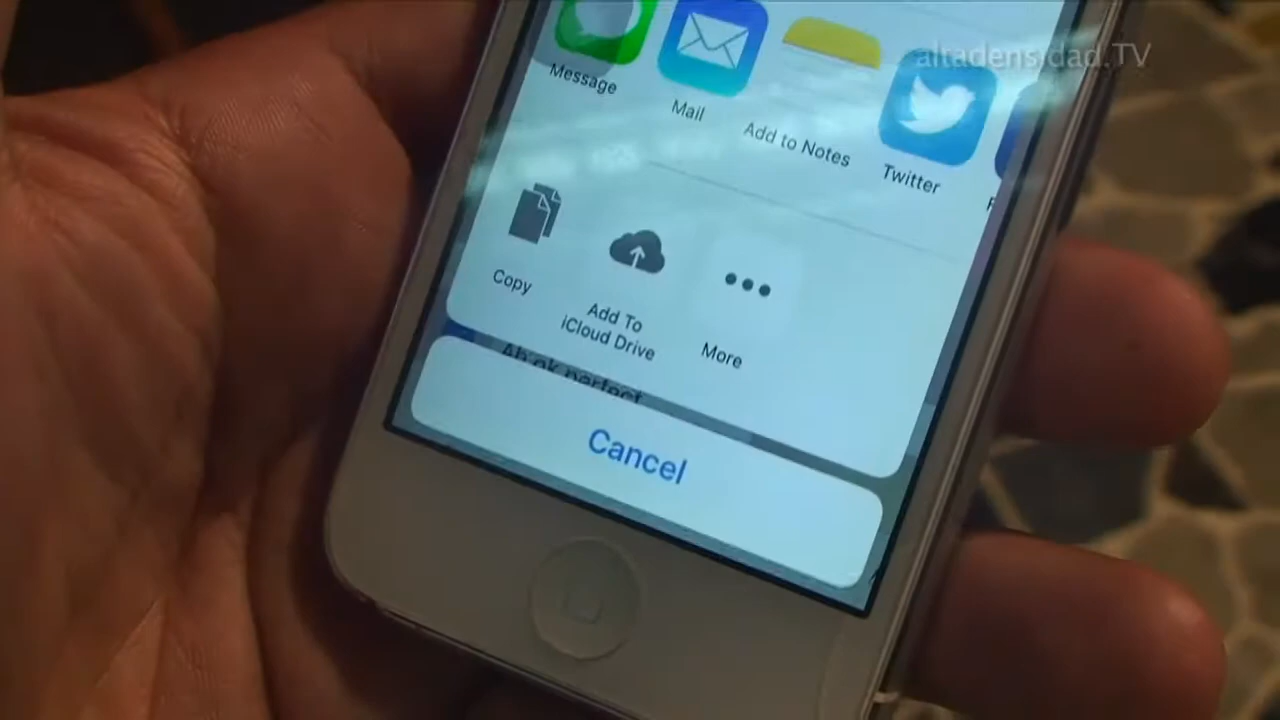 altadensidad.TV
Message
Mail
Add to Notes
Twitter
Copy
Add To
iCloud Drive
More
Ah ok perfect
Cancel